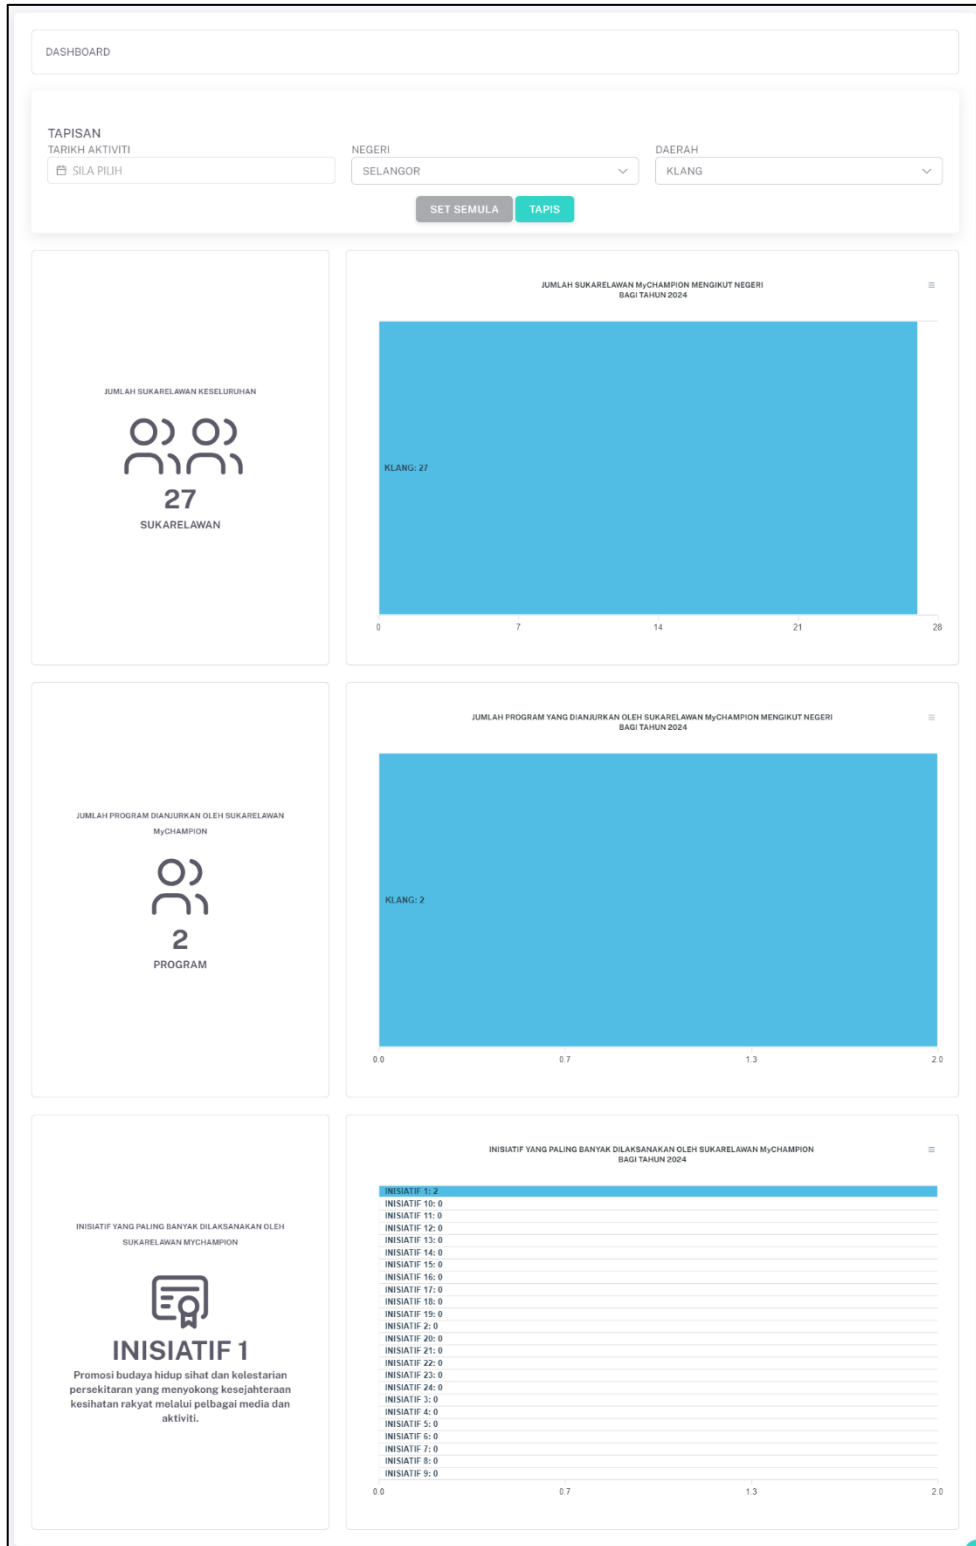 DASHBOARD
TAPISAN
TARIKH AKTIVITI
SILA PILIH
NEGERI
SELANGOR
DAERAH
KLANG
SET SEMULA
TAPIS
JUMLAH SUKARELAWAN KESELURUHAN
27
SUKARELAWAN
JUMLAH SUKARELAWAN MyCHAMPION MENGIKUT NEGERI
BAGI TAHUN 2024
KLANG: 27
0 7 14 21 28
JUMLAH PROGRAM DIANJURKAN OLEH SUKARELAWAN
MyCHAMPION
2
PROGRAM
JUMLAH PROGRAM YANG DIANJURKAN OLEH SUKARELAWAN MyCHAMPION MENGIKUT NEGERI
BAGI TAHUN 2024
KLANG: 2
0.0 0.7 1.3 2.0
INISIATIF YANG PALING BANYAK DILAKSANAKAN OLEH
SUKARELAWAN MYCHAMPION
INISIATIF 1
Promosi budaya hidup sihat dan kelestarian
persekitaran yang menyokong kesejahteraan
kesihatan rakyat melalui pelbagai media dan
aktiviti.
INISIATIF YANG PALING BANYAK DILAKSANAKAN OLEH SUKARELAWAN MyCHAMPION
BAGI TAHUN 2024
INISIATIF 1: 2
INISIATIF 10: 0
INISIATIF 11: 0
INISIATIF 12: 0
INISIATIF 13: 0
INISIATIF 14: 0
INISIATIF 15: 0
INISIATIF 16: 0
INISIATIF 17: 0
INISIATIF 18: 0
INISIATIF 19: 0
INISIATIF 2: 0
INISIATIF 20: 0
INISIATIF 21: 0
INISIATIF 22: 0
INISIATIF 23: 0
INISIATIF 24: 0
INISIATIF 3: 0
INISIATIF 4: 0
INISIATIF 5: 0
INISIATIF 6: 0
INISIATIF 7: 0
INISIATIF 8: 0
INISIATIF 9: 0
0.0 0.7 1.3 2.0